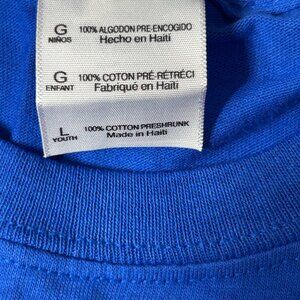 G 100% ALGODON PRE-ENCOGIDO
NIÑOS Hecho en Haití
G 100% COTON PRÉ-RÉTRÉCI
ENFANT Fabriqué en Haïti
L 100% COTTON PRESHRUNK
YOUTH Made in Haiti